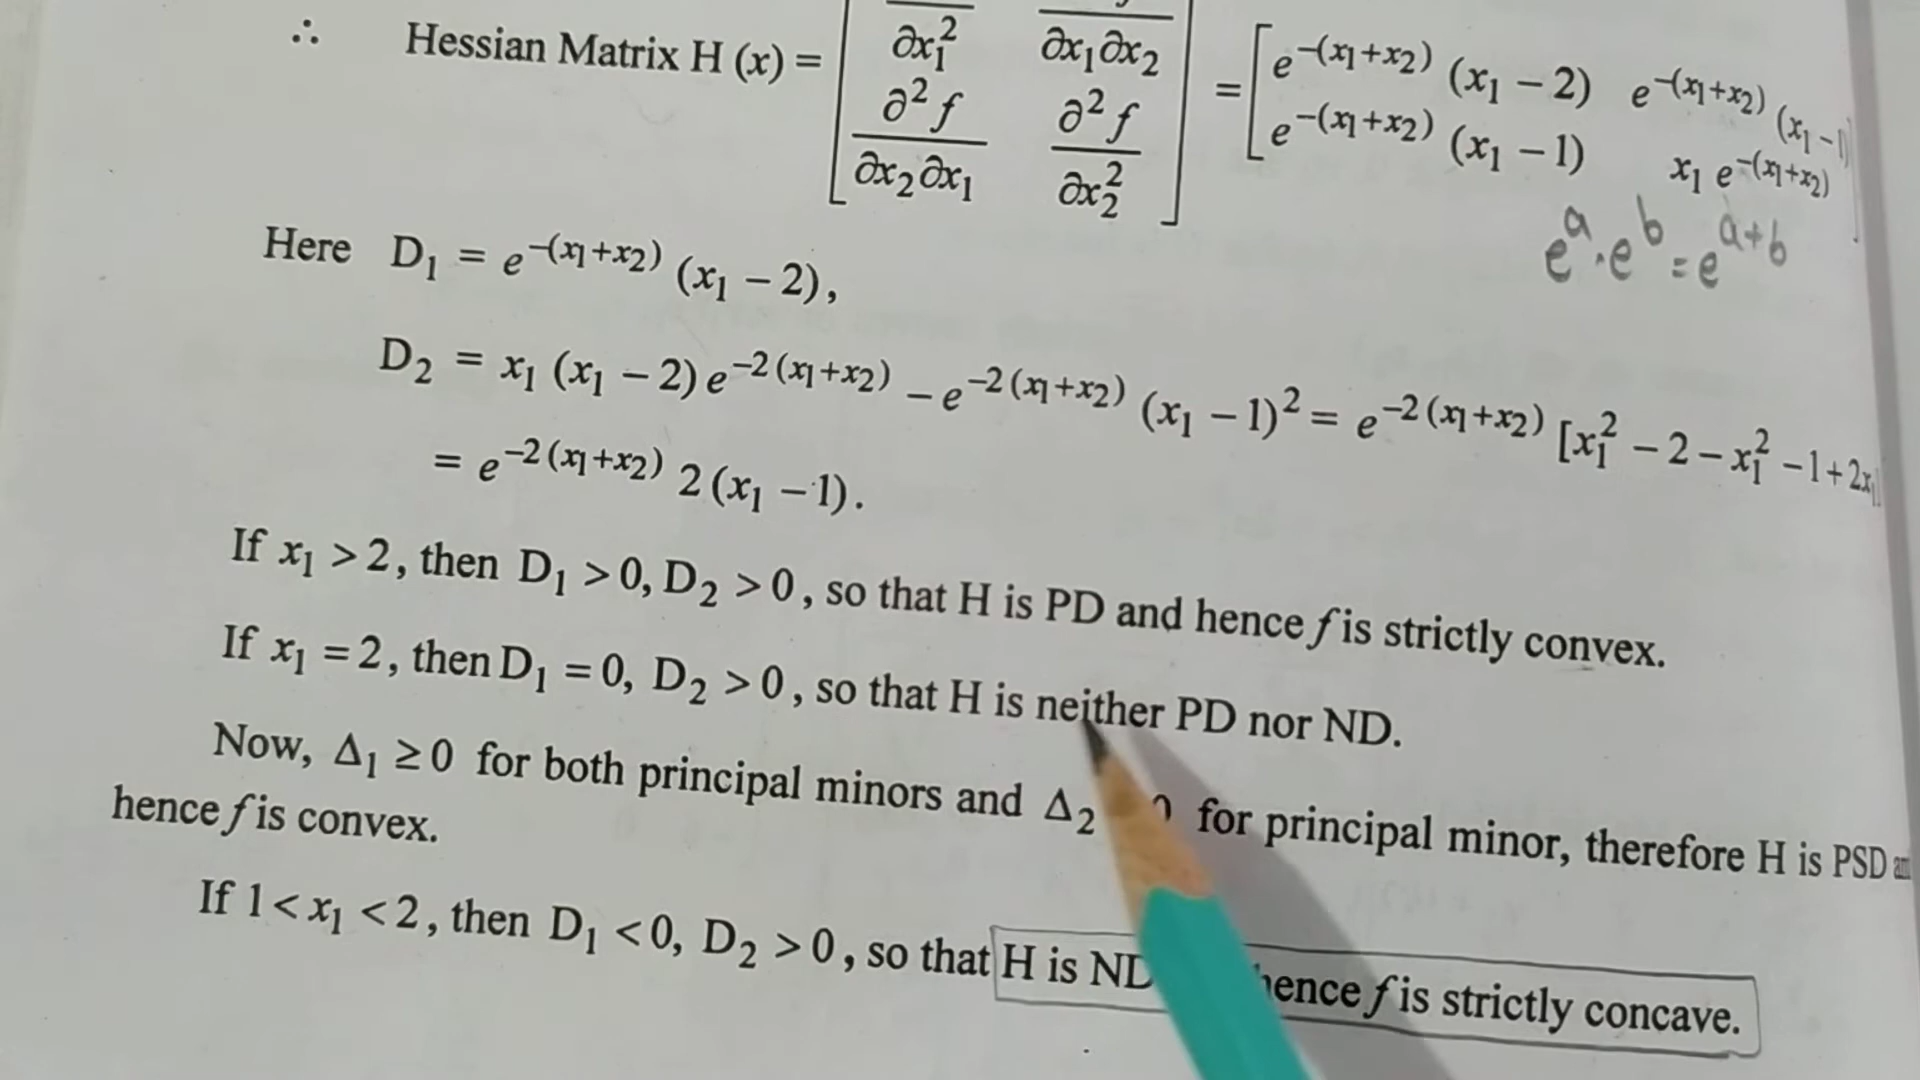 ∴ Hessian Matrix H (x) = [ ∂x₁² ∂x₁∂x₂ ; ∂²f/∂x₂∂x₁ ∂²f/∂x₂² ] = [ e^−(x₁+x₂) (x₁ − 2) e^−(x₁+x₂) (x₁ − 1) ; e^−(x₁+x₂) (x₁ − 1) x₁ e^−(x₁+x₂) ]
eᵃ · eᵇ = eᵃ⁺ᵇ
Here D₁ = e^−(x₁+x₂) (x₁ − 2),
D₂ = x₁ (x₁ − 2) e^−2(x₁+x₂) − e^−2(x₁+x₂) (x₁ − 1)² = e^−2(x₁+x₂) [x₁² − 2 − x₁² − 1 + 2x₁]
= e^−2(x₁+x₂) 2 (x₁ − 1).
If x₁ > 2, then D₁ > 0, D₂ > 0, so that H is PD and hence f is strictly convex.
If x₁ = 2, then D₁ = 0, D₂ > 0, so that H is neither PD nor ND.
Now, Δ₁ ≥ 0 for both principal minors and Δ₂ 0 for principal minor, therefore H is PSD
hence f is convex.
If 1 < x₁ < 2, then D₁ < 0, D₂ > 0, so that H is ND hence f is strictly concave.